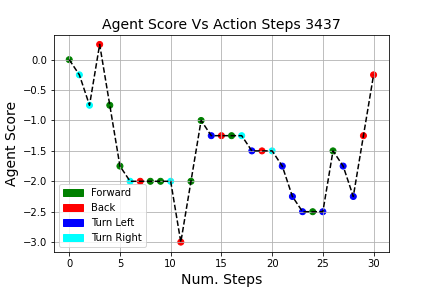 Agent Score Vs Action Steps 3437
Agent Score
0.0
−0.5
−1.0
−1.5
−2.0
−2.5
−3.0
Forward
Back
Turn Left
Turn Right
0 5 10 15 20 25 30
Num. Steps